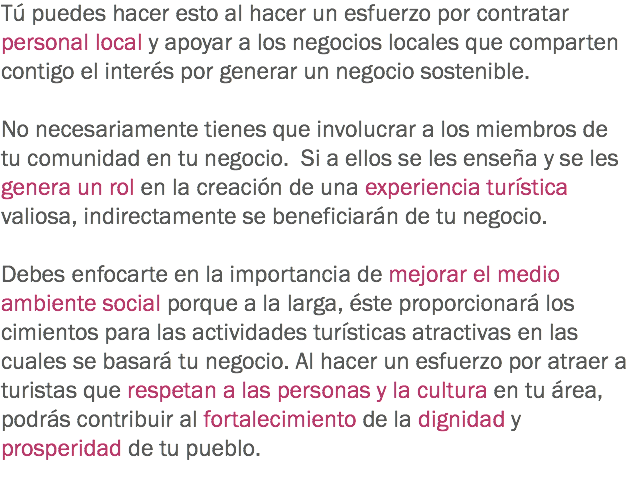 Tú puedes hacer esto al hacer un esfuerzo por contratar
personal local y apoyar a los negocios locales que comparten
contigo el interés por generar un negocio sostenible.
No necesariamente tienes que involucrar a los miembros de
tu comunidad en tu negocio.  Si a ellos se les enseña y se les
genera un rol en la creación de una experiencia turística
valiosa, indirectamente se beneficiarán de tu negocio.
Debes enfocarte en la importancia de mejorar el medio
ambiente social porque a la larga, éste proporcionará los
cimientos para las actividades turísticas atractivas en las
cuales se basará tu negocio. Al hacer un esfuerzo por atraer a
turistas que respetan a las personas y la cultura en tu área,
podrás contribuir al fortalecimiento de la dignidad y
prosperidad de tu pueblo.